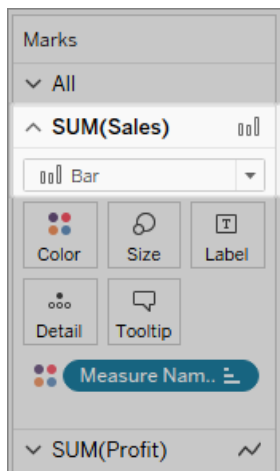 Marks
All
SUM(Sales)
Bar
Color Size Label
Detail Tooltip
Measure Nam..
SUM(Profit)